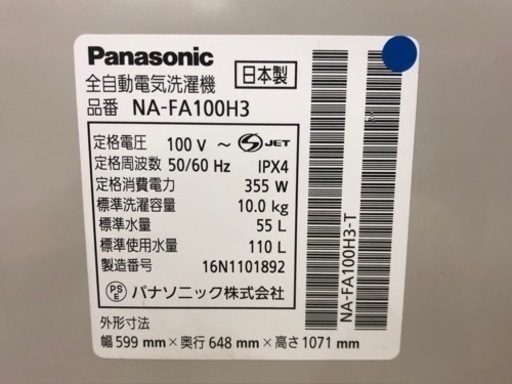 Panasonic
全自動電気洗濯機
日本製
品番 NA-FA100H3
定格電圧 100 V ～ S JET
定格周波数 50/60 Hz IPX4
定格消費電力 355 W
標準洗濯容量 10.0 kg
標準水量 55 L
標準使用水量 110 L
製造番号 16N1101892
PS E パナソニック株式会社
外形寸法
幅 599 mm × 奥行 648 mm × 高さ 1071 mm
NA-FA100H3-T